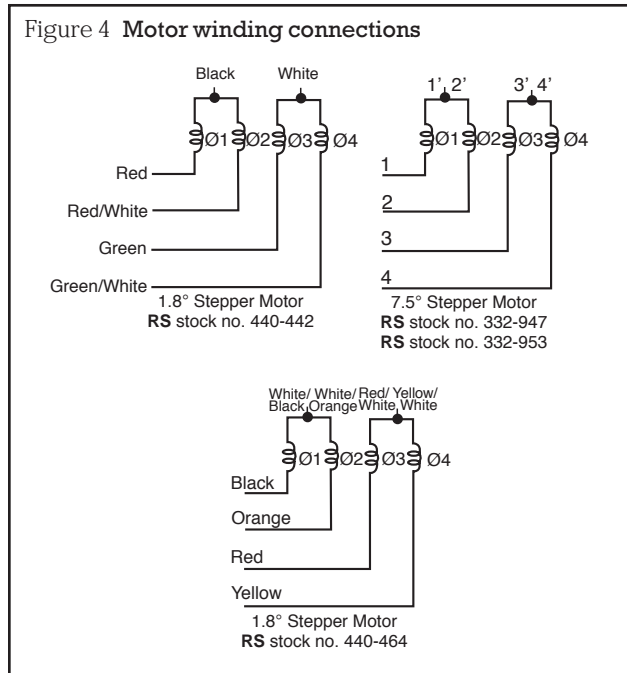 Figure 4 Motor winding connections
Black
White
Ø1
Ø2
Ø3
Ø4
Red
Red/White
Green
Green/White
1.8° Stepper Motor
RS stock no. 440-442
1’ 2’
3’ 4’
Ø1
Ø2
Ø3
Ø4
1
2
3
4
7.5° Stepper Motor
RS stock no. 332-947
RS stock no. 332-953
White/ White/
Black Orange
Red/ Yellow/
White White
Ø1
Ø2
Ø3
Ø4
Black
Orange
Red
Yellow
1.8° Stepper Motor
RS stock no. 440-464